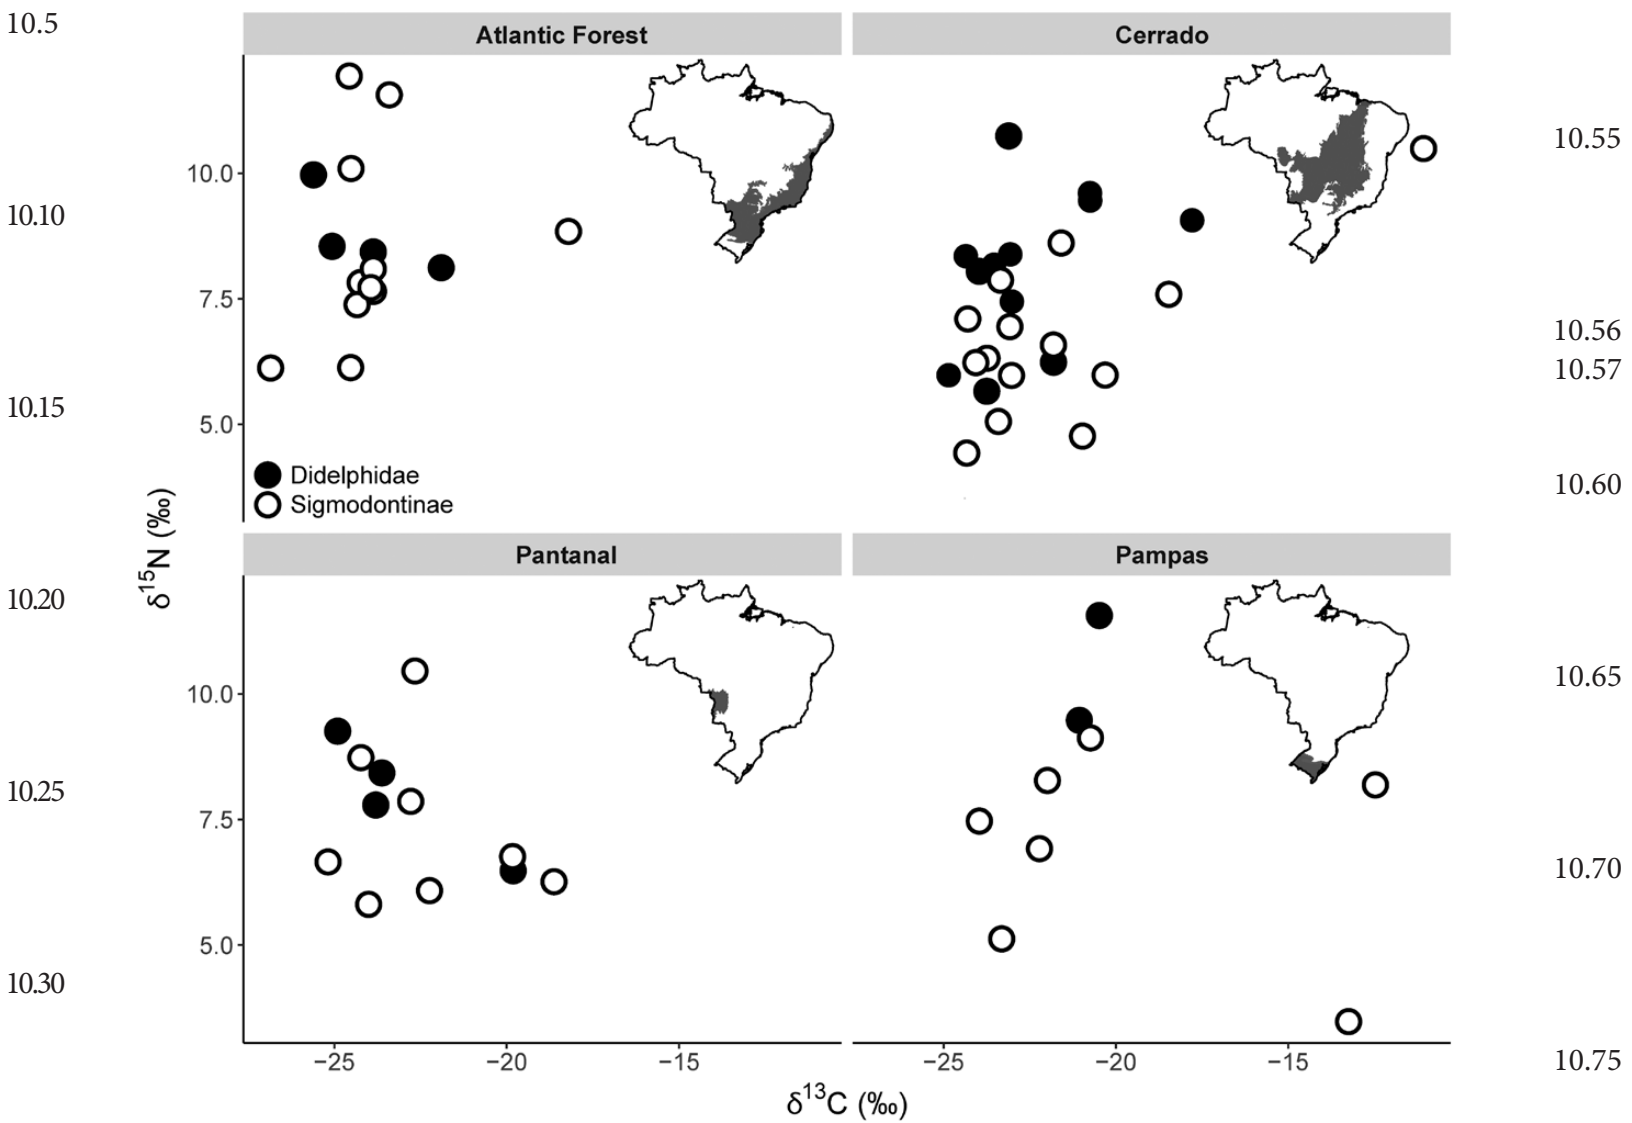 10.5
10.10
10.15
10.20
10.25
10.30
Atlantic Forest
Cerrado
10.0
7.5
5.0
Didelphidae
Sigmodontinae
Pantanal
Pampas
10.0
7.5
5.0
δ15N (‰)
−25 −20 −15
−25 −20 −15
δ13C (‰)
10.55
10.56
10.57
10.60
10.65
10.70
10.75